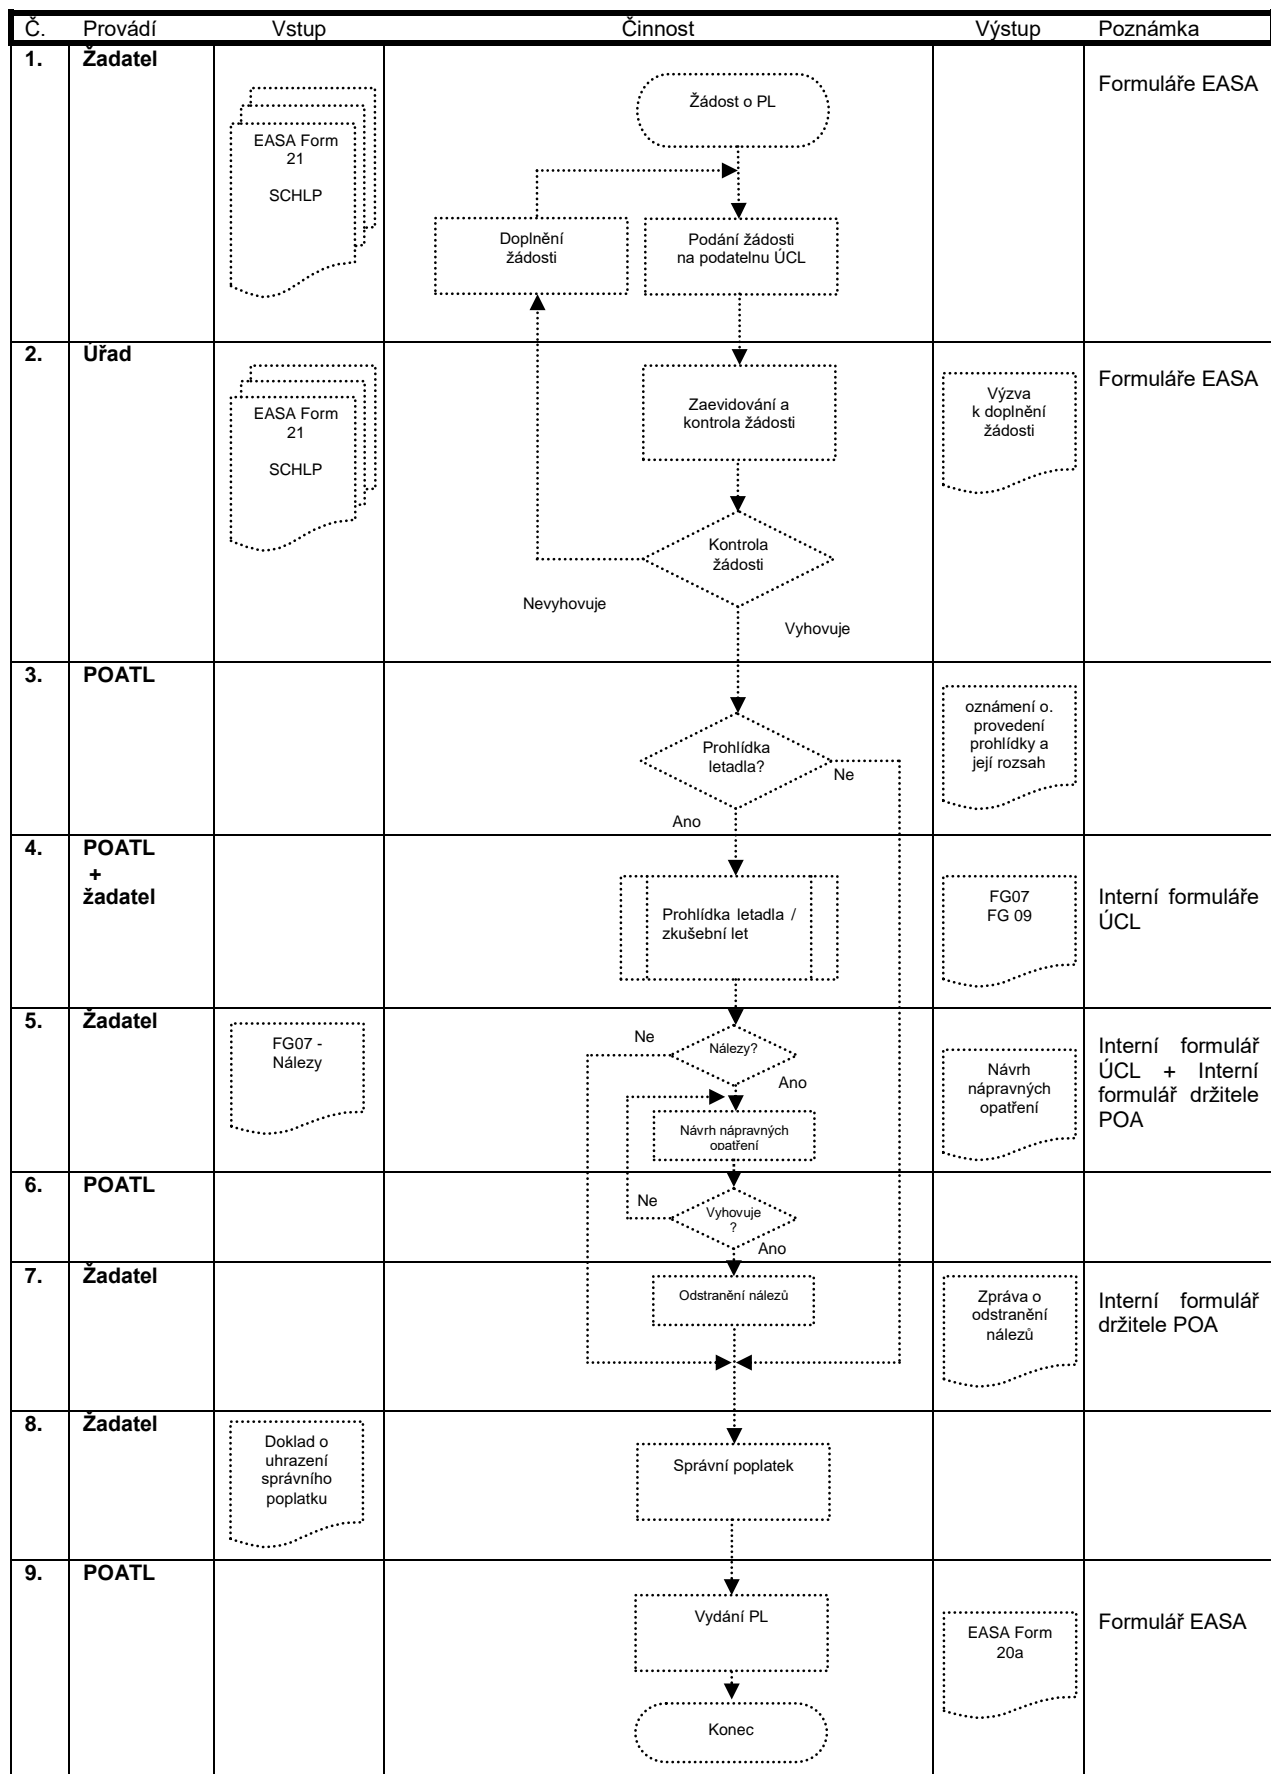 Č. Provádí Vstup Činnost Výstup Poznámka
1. Žadatel
EASA Form
21
SCHLP
Žádost o PL
Doplnění
žádosti
Podání žádosti
na podatelnu ÚCL
Formuláře EASA
2. Úřad
EASA Form
21
SCHLP
Zaevidování a
kontrola žádosti
Kontrola
žádosti
Nevyhovuje
Vyhovuje
Výzva
k doplnění
žádosti
Formuláře EASA
3. POATL
Prohlídka
letadla?
Ne
Ano
oznámení o.
provedení
prohlídky a
její rozsah
4. POATL
+
žadatel
Prohlídka letadla /
zkušební let
FG07
FG 09
Interní formuláře
ÚCL
5. Žadatel
FG07 -
Nálezy
Ne
Nálezy?
Ano
Návrh nápravných
opatření
Návrh
nápravných
opatření
Interní formulář
ÚCL + Interní
formulář držitele
POA
6. POATL
Ne
Vyhovuje
?
Ano
7. Žadatel
Odstranění nálezů
Zpráva o
odstranění
nálezů
Interní formulář
držitele POA
8. Žadatel
Doklad o
uhrazení
správního
poplatku
Správní poplatek
9. POATL
Vydání PL
Konec
EASA Form
20a
Formulář EASA